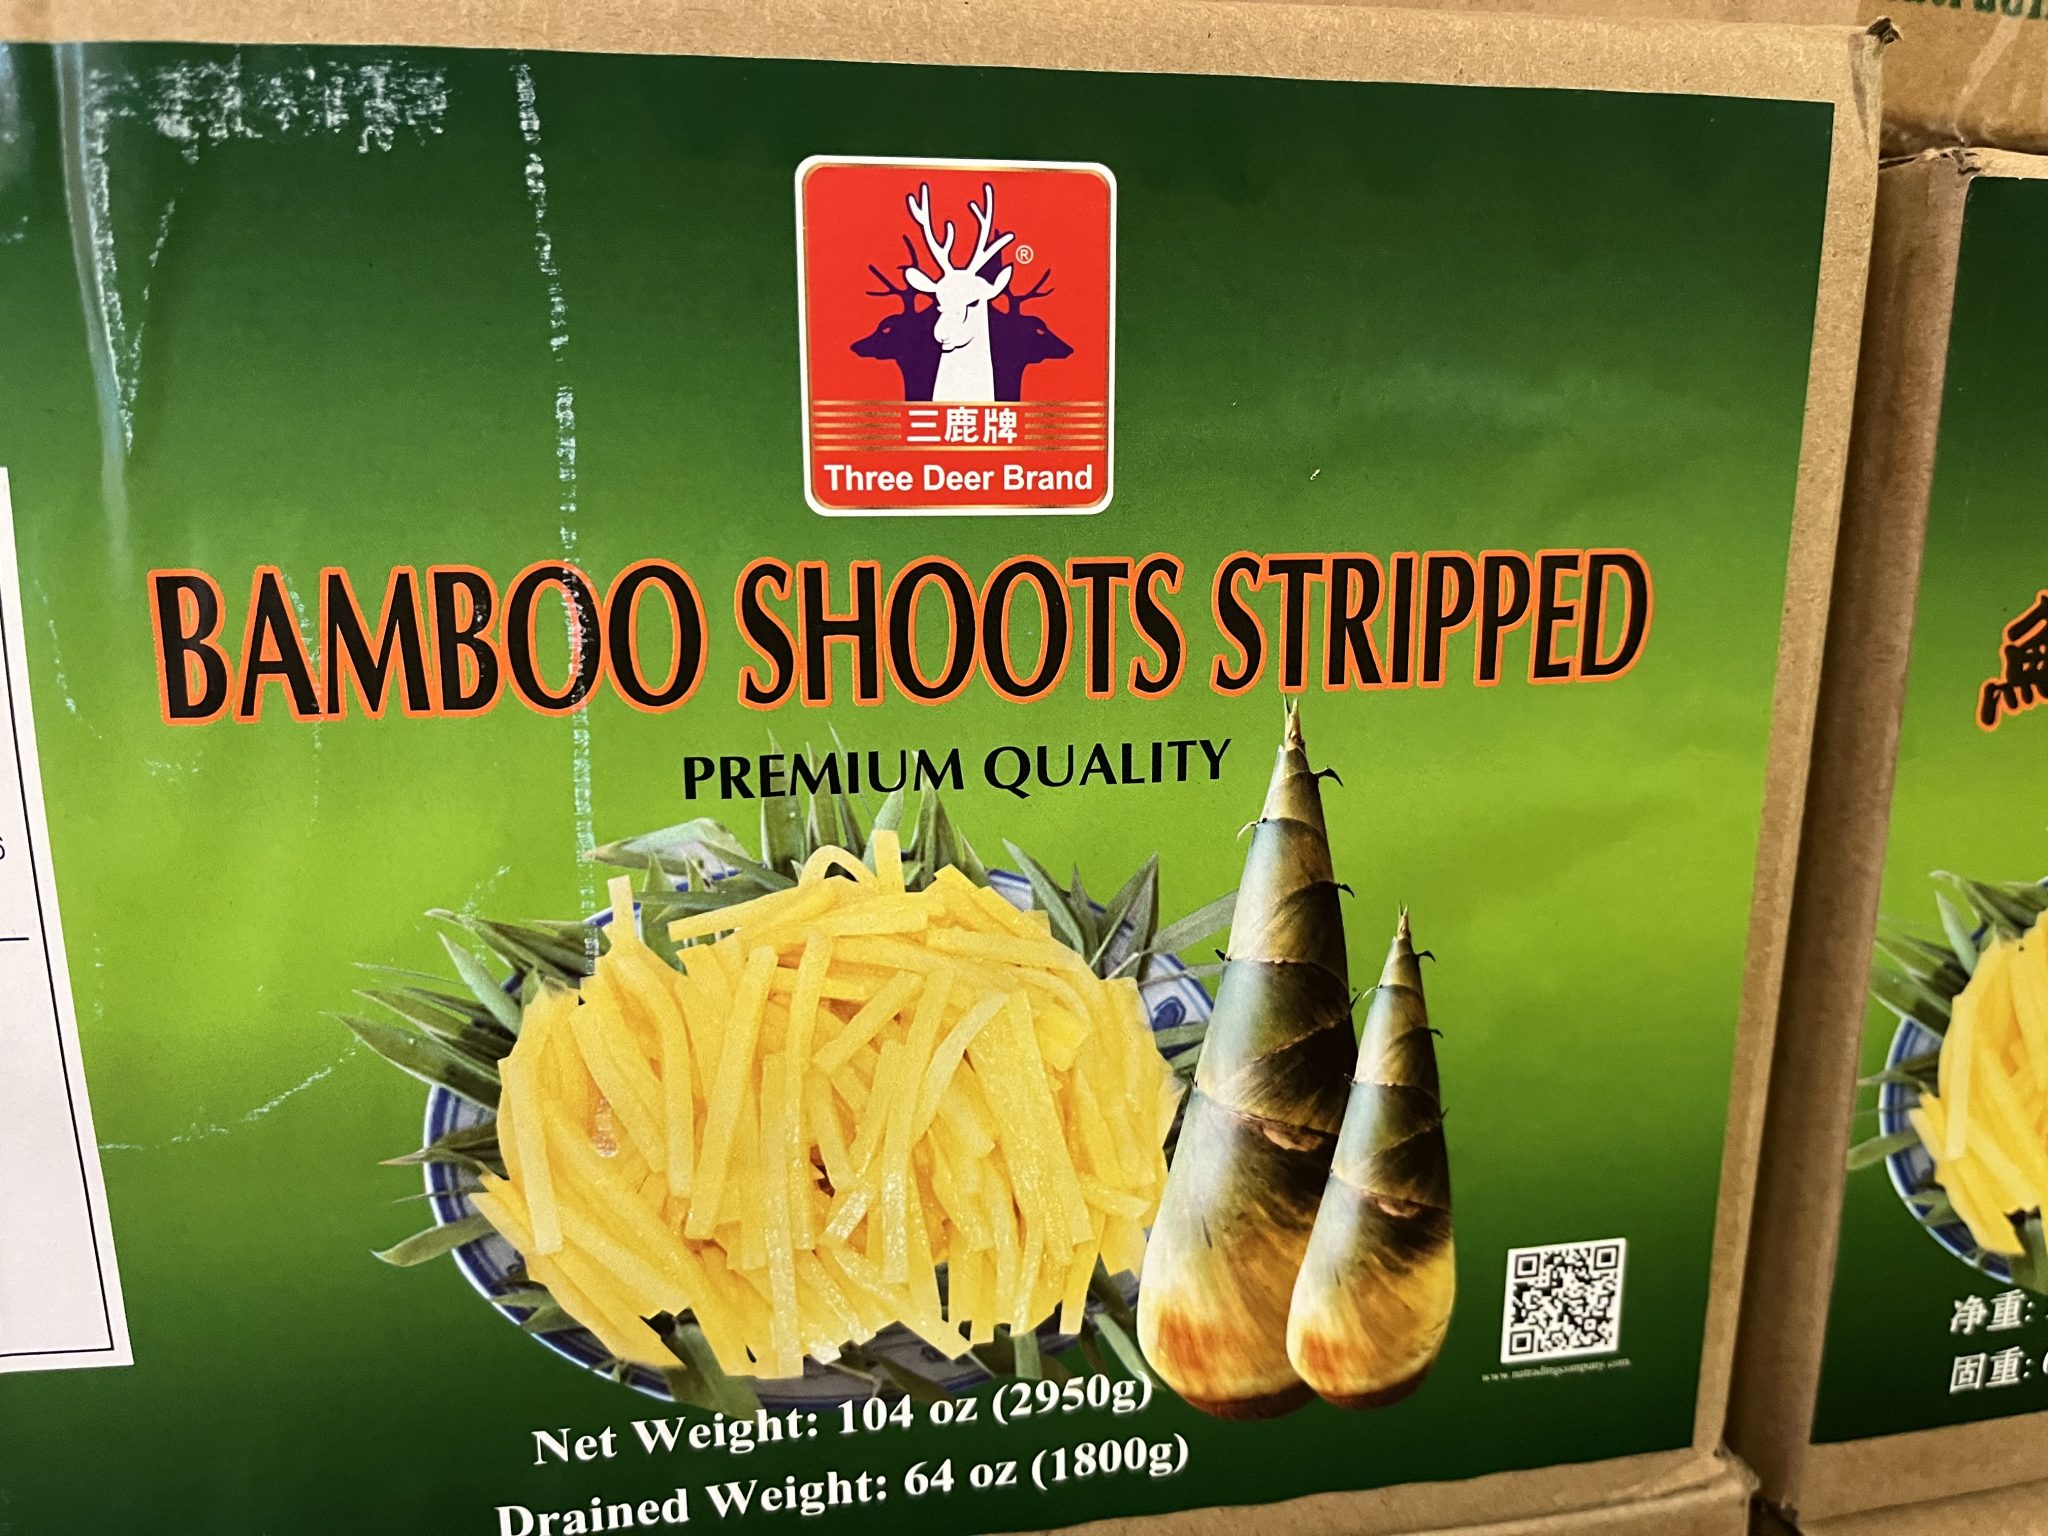 ®
三鹿牌
Three Deer Brand
BAMBOO SHOOTS STRIPPED
PREMIUM QUALITY
Net Weight: 104 oz (2950g)
Drained Weight: 64 oz (1800g)
净重:
固重: